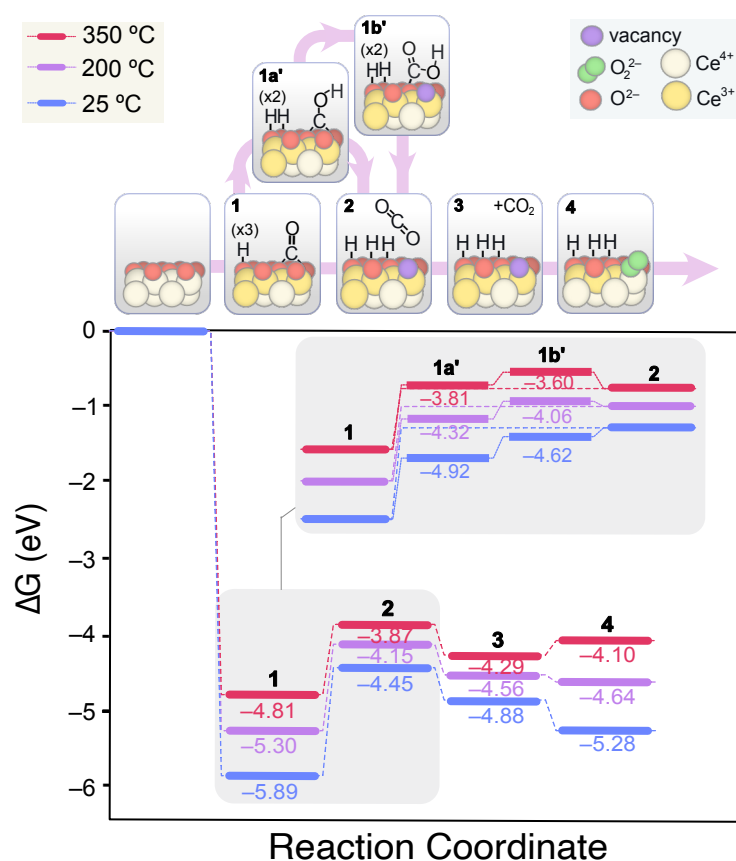 350 ºC
200 ºC
25 ºC
1b'
(x2)
H H
C
O
O
H
vacancy
O₂²⁻
O²⁻
Ce⁴⁺
Ce³⁺
1a'
(x2)
H H
O
H
C
1
(x3)
H
O
C
2
O
C
O
H H H
3
+CO₂
H H H
4
H H H
0
–1
–2
–3
–4
–5
–6
ΔG (eV)
1
1a'
–3.81
–4.32
–4.92
1b'
–3.60
–4.06
–4.62
2
1
–4.81
–5.30
–5.89
2
–3.87
–4.15
–4.45
3
–4.29
–4.56
–4.88
4
–4.10
–4.64
–5.28
Reaction Coordinate